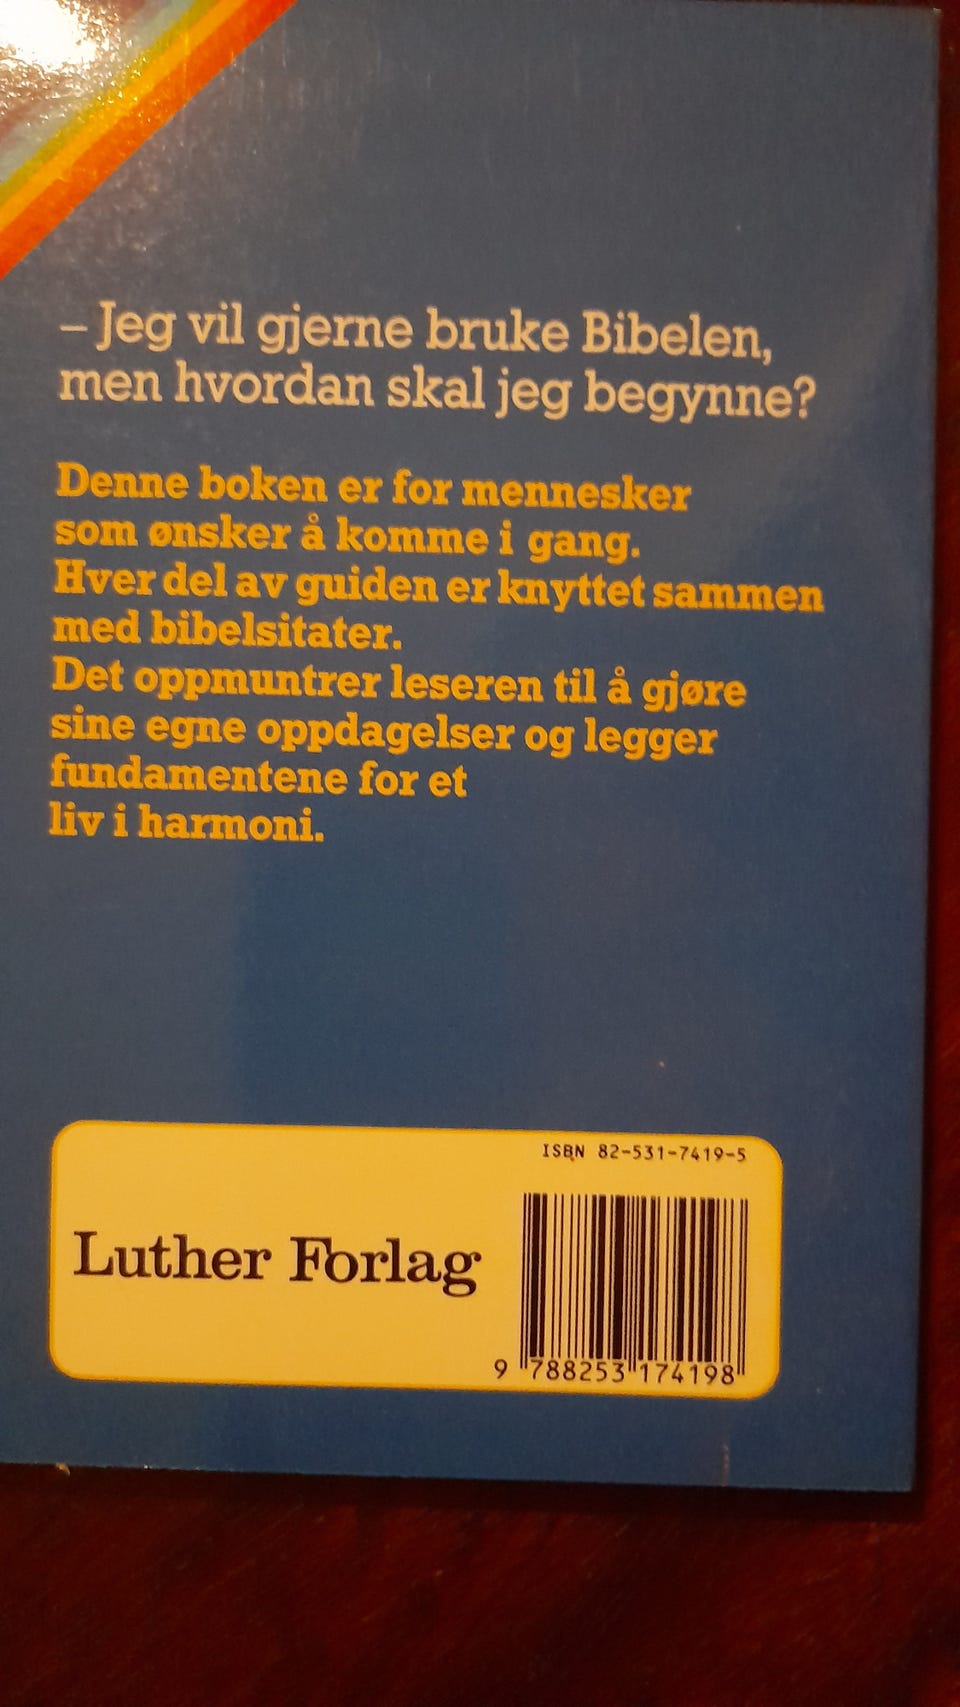 – Jeg vil gjerne bruke Bibelen,
men hvordan skal jeg begynne?
Denne boken er for mennesker
som ønsker å komme i gang.
Hver del av guiden er knyttet sammen
med bibelsitater.
Det oppmuntrer leseren til å gjøre
sine egne oppdagelser og legger
fundamentene for et
liv i harmoni.
ISBN 82-531-7419-5
Luther Forlag
9 788253 174198